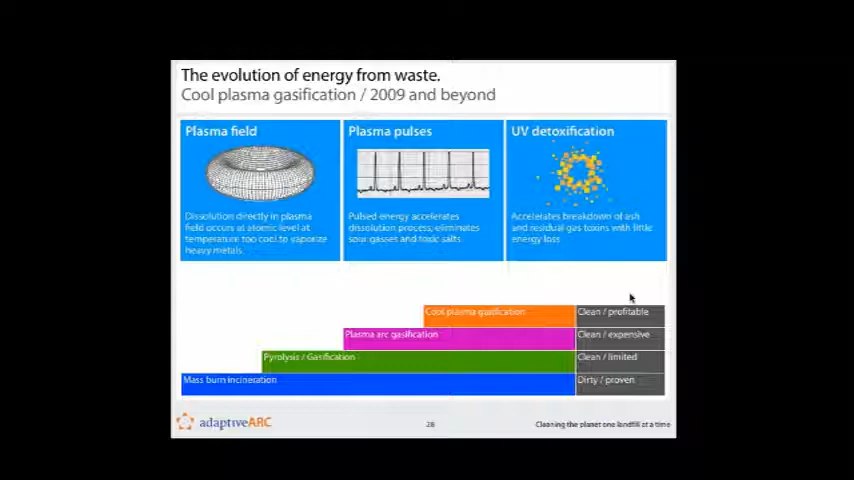 The evolution of energy from waste.
Cool plasma gasification / 2009 and beyond
Plasma field
Dissolution directly in plasma
field occurs at atomic level at
temperature too cool to vaporize
heavy metals.
Plasma pulses
Pulsed energy accelerates
dissolution process, eliminates
sour gasses and toxic salts
UV detoxification
Accelerates breakdown of ash
and residual gas toxins with little
energy loss
Cool plasma gasification
Clean / profitable
Plasma arc gasification
Clean / expensive
Pyrolysis / Gasification
Clean / limited
Mass burn incineration
Dirty / proven
adaptiveARC
28
Cleaning the planet one landfill at a time